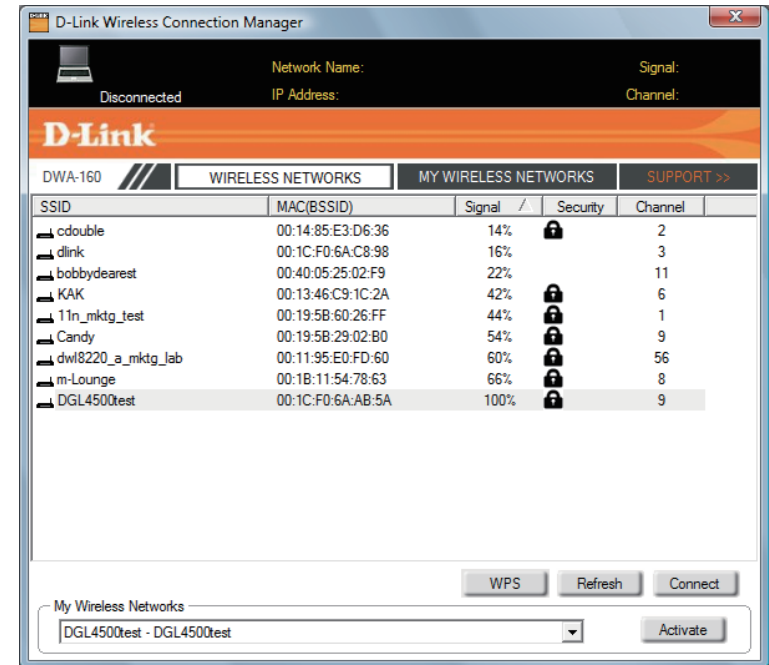 D-Link Wireless Connection Manager
Network Name: Signal:
Disconnected IP Address: Channel:
D-Link
DWA-160 WIRELESS NETWORKS MY WIRELESS NETWORKS SUPPORT >>
SSID MAC(BSSID) Signal Security Channel
cdouble 00:14:85:E3:D6:36 14% 2
dlink 00:1C:F0:6A:C8:98 16% 3
bobbydearest 00:40:05:25:02:F9 22% 11
KAK 00:13:46:C9:1C:2A 42% 6
11n_mktg_test 00:19:5B:60:26:FF 44% 1
Candy 00:19:5B:29:02:B0 54% 9
dwl8220_a_mktg_lab 00:11:95:E0:FD:60 60% 56
m-Lounge 00:1B:11:54:78:63 66% 8
DGL4500test 00:1C:F0:6A:AB:5A 100% 9
WPS Refresh Connect
My Wireless Networks
DGL4500test - DGL4500test Activate